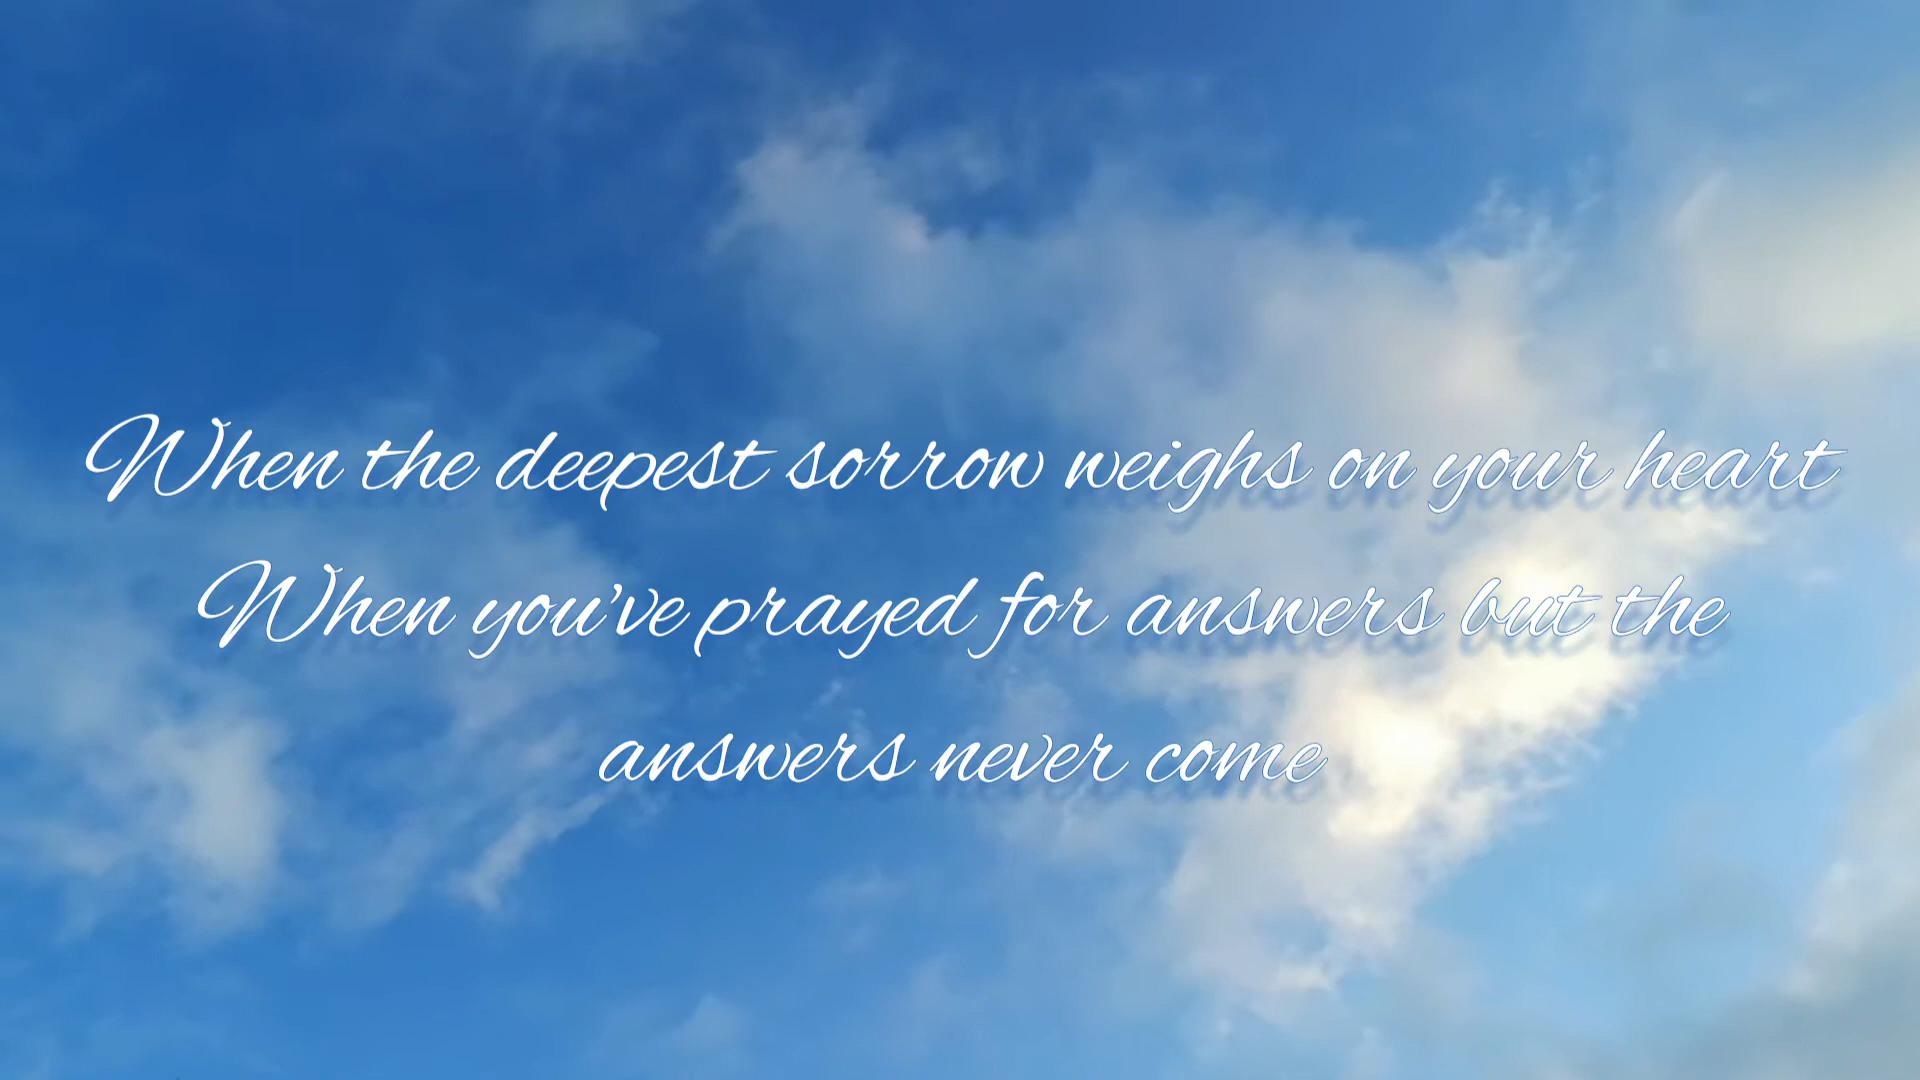 When the deepest sorrow weighs on your heart
When you've prayed for answers but the
answers never come